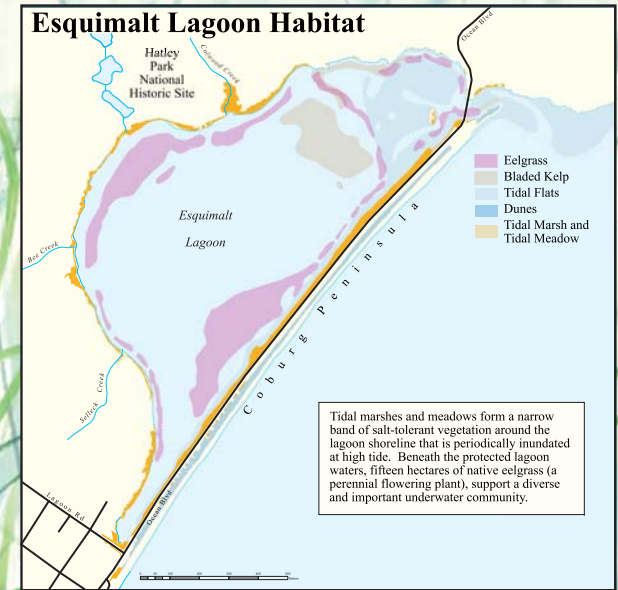 Esquimalt Lagoon Habitat
Ocean Blvd
Hatley
Park
National
Historic Site
Colwood Creek
Eelgrass
Bladed Kelp
Tidal Flats
Dunes
Tidal Marsh and
Tidal Meadow
Esquimalt
Lagoon
Bee Creek
Coburg Peninsula
Selleck Creek
Tidal marshes and meadows form a narrow
band of salt-tolerant vegetation around the
lagoon shoreline that is periodically inundated
at high tide. Beneath the protected lagoon
waters, fifteen hectares of native eelgrass (a
perennial flowering plant), support a diverse
and important underwater community.
Lagoon Rd
Ocean Blvd